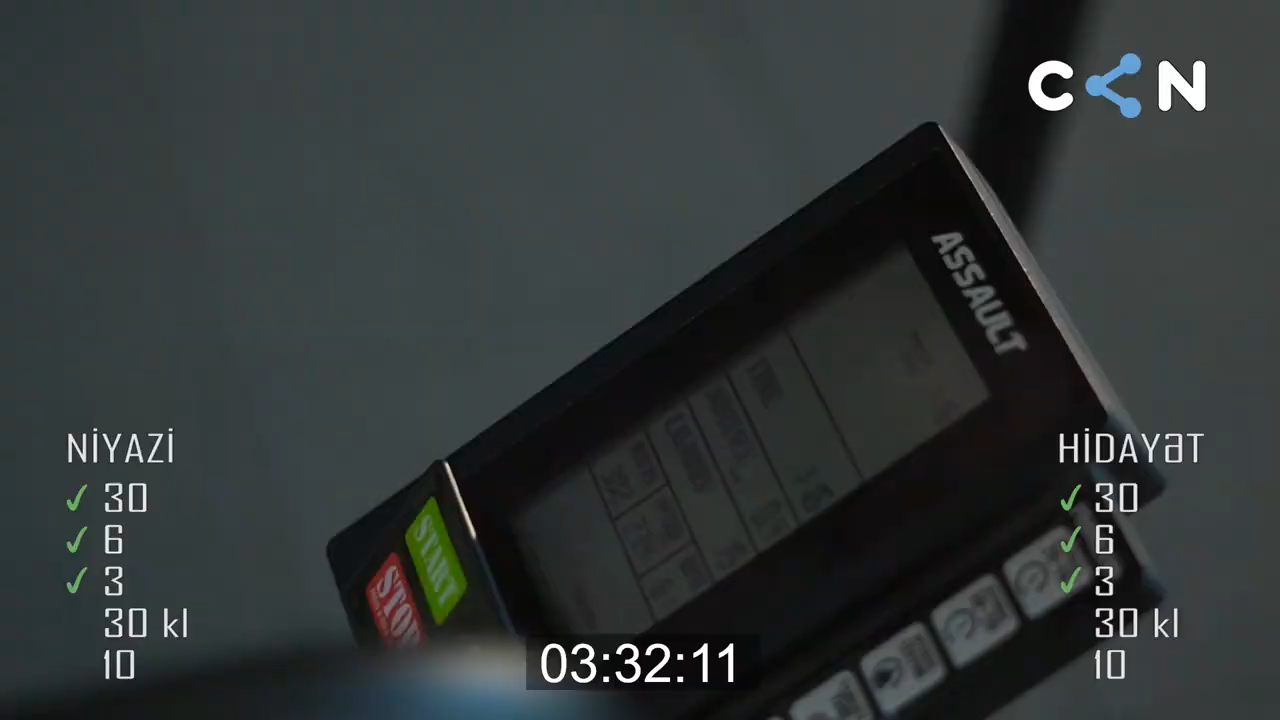 C N
ASSAULT
TIME
START
STOP
NİYAZİ
✓ 30
✓ 6
✓ 3
30 kl
10
HİDAYƏT
✓ 30
✓ 6
✓ 3
30 kl
10
03:32:11